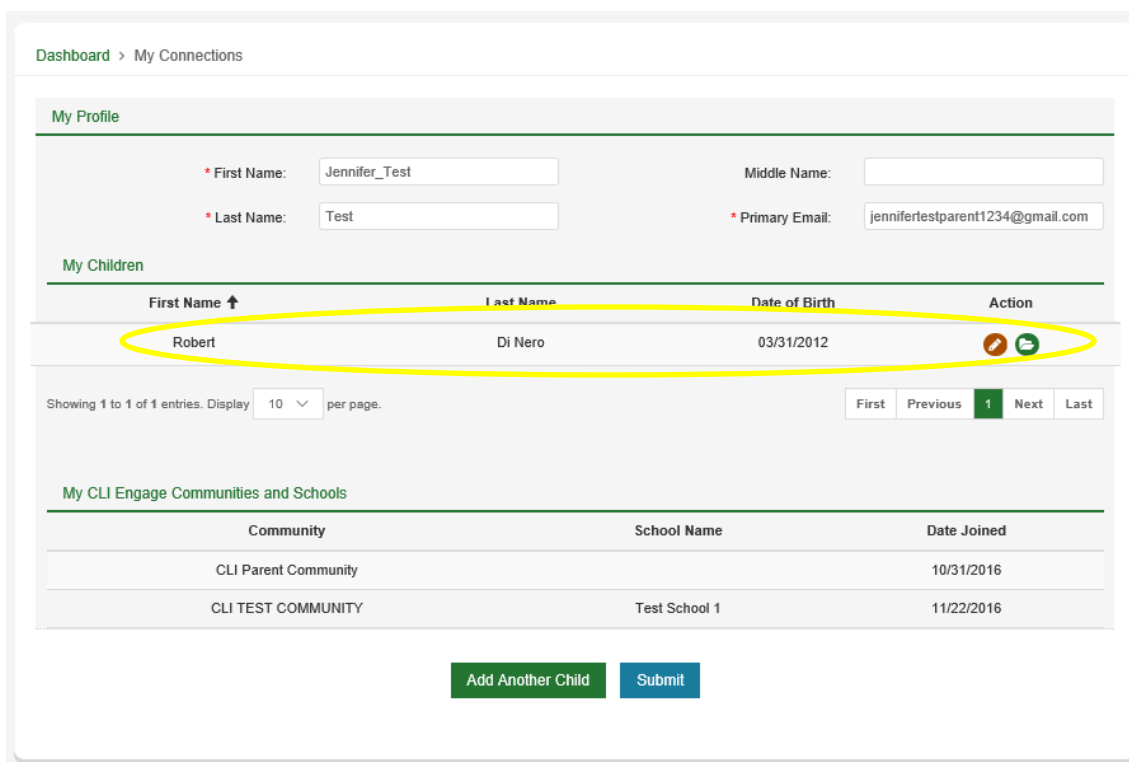 Dashboard > My Connections
My Profile
* First Name: Jennifer_Test Middle Name:
* Last Name: Test * Primary Email: jennifertestparent1234@gmail.com
My Children
First Name Last Name Date of Birth Action
Robert Di Nero 03/31/2012
Showing 1 to 1 of 1 entries. Display 10 per page. First Previous 1 Next Last
My CLI Engage Communities and Schools
Community School Name Date Joined
CLI Parent Community 10/31/2016
CLI TEST COMMUNITY Test School 1 11/22/2016
Add Another Child Submit